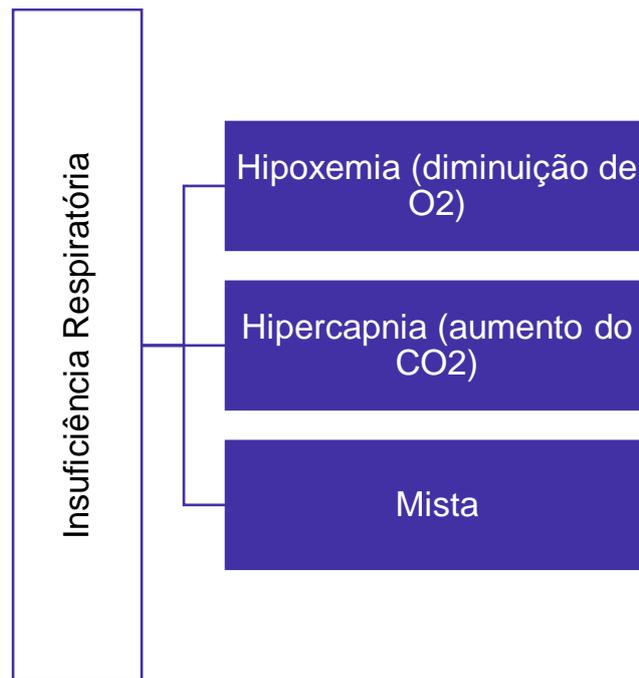 Insuficiência Respiratória
Hipoxemia (diminuição de
O2)
Hipercapnia (aumento do
CO2)
Mista